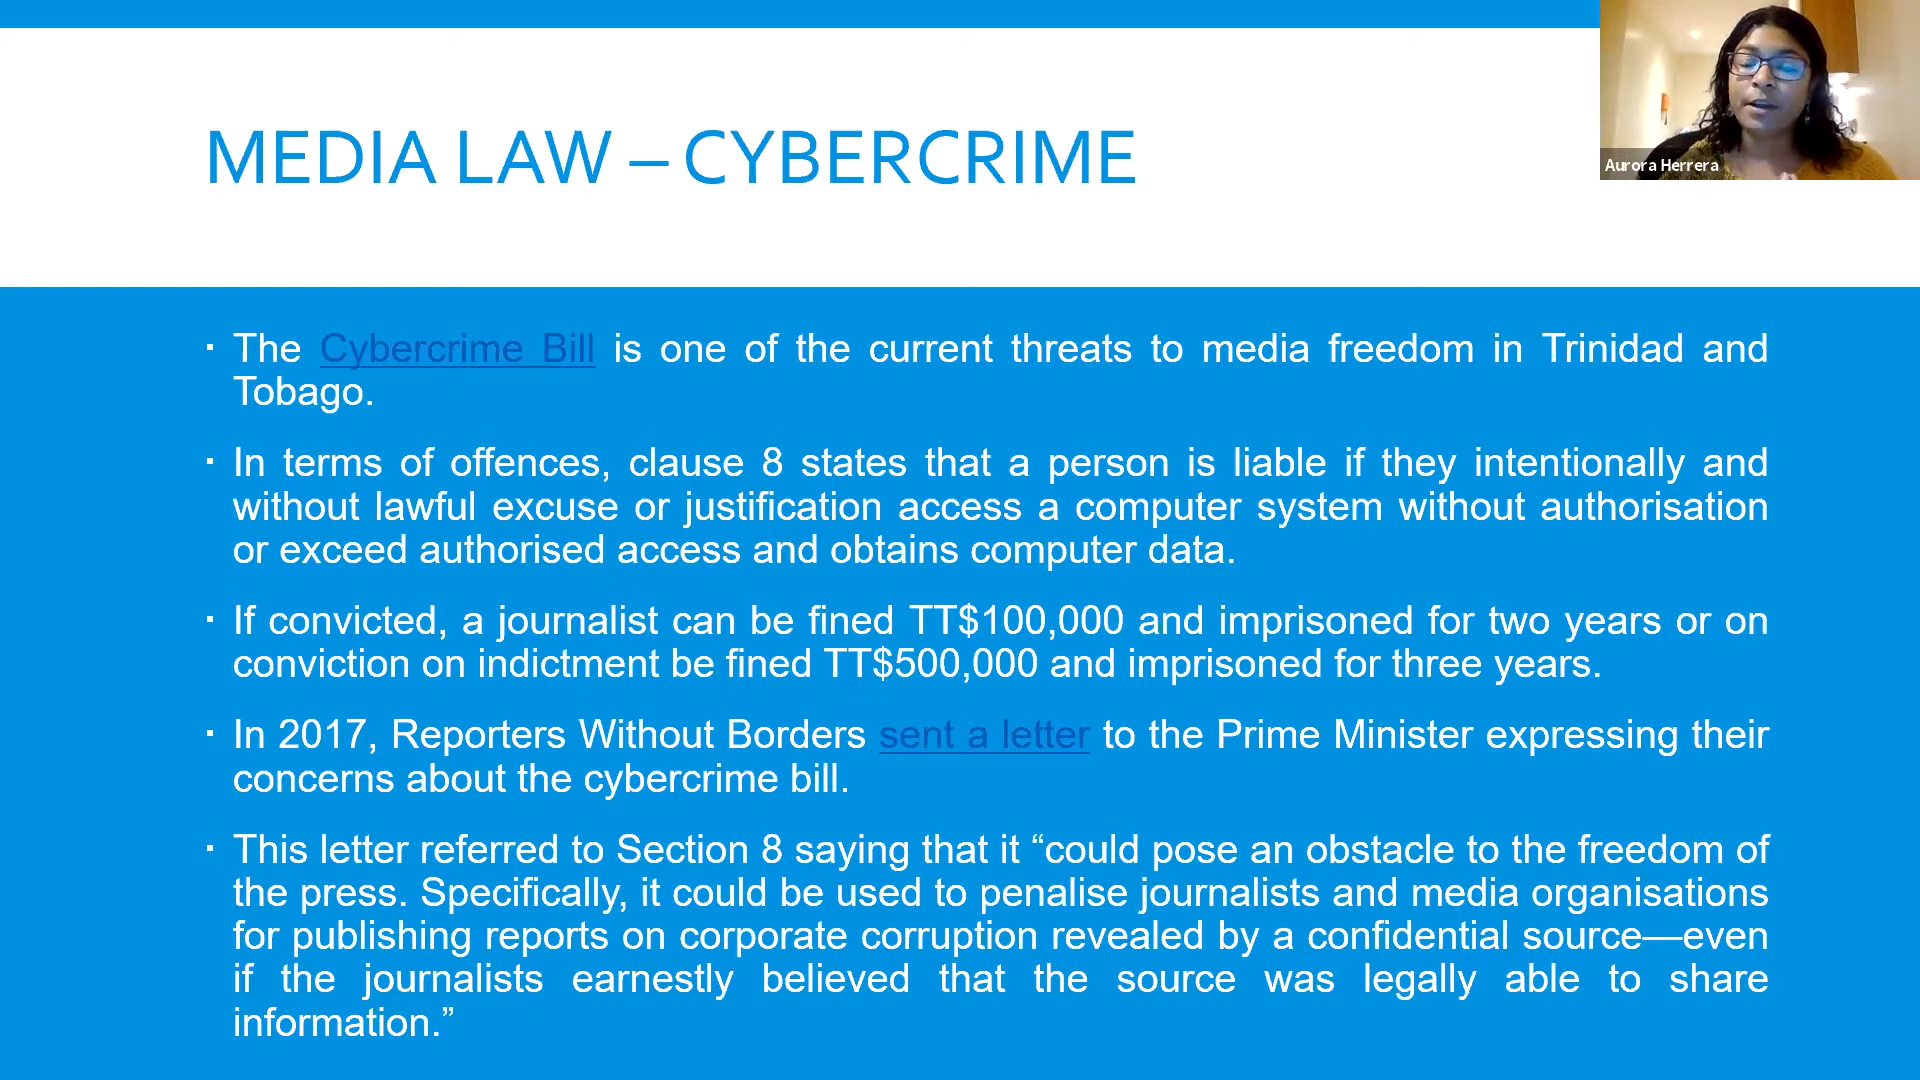 MEDIA LAW – CYBERCRIME
Aurora Herrera
▪ The Cybercrime Bill is one of the current threats to media freedom in Trinidad and
Tobago.
▪ In terms of offences, clause 8 states that a person is liable if they intentionally and
without lawful excuse or justification access a computer system without authorisation
or exceed authorised access and obtains computer data.
▪ If convicted, a journalist can be fined TT$100,000 and imprisoned for two years or on
conviction on indictment be fined TT$500,000 and imprisoned for three years.
▪ In 2017, Reporters Without Borders sent a letter to the Prime Minister expressing their
concerns about the cybercrime bill.
▪ This letter referred to Section 8 saying that it “could pose an obstacle to the freedom of
the press. Specifically, it could be used to penalise journalists and media organisations
for publishing reports on corporate corruption revealed by a confidential source—even
if the journalists earnestly believed that the source was legally able to share
information.”